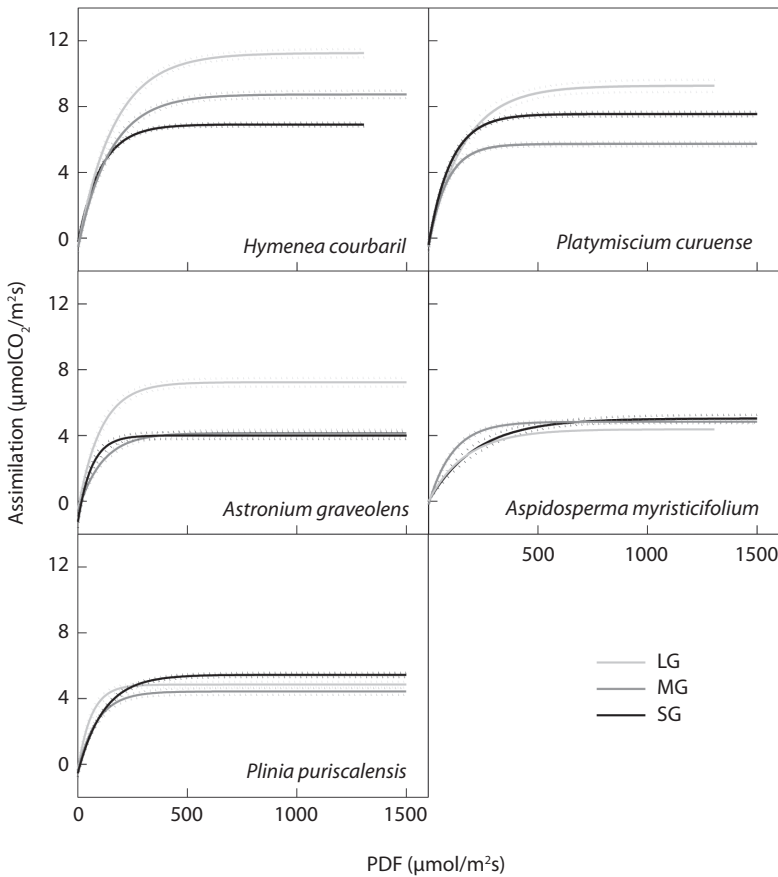 12
8
4
0
Hymenea courbaril
Platymiscium curuense
12
8
4
0
Astronium graveolens
Aspidosperma myristicifolium
500 1000 1500
12
8
4
0
Plinia puriscalensis
0 500 1000 1500
LG
MG
SG
Assimilation (µmolCO₂/m²s)
PDF (µmol/m²s)